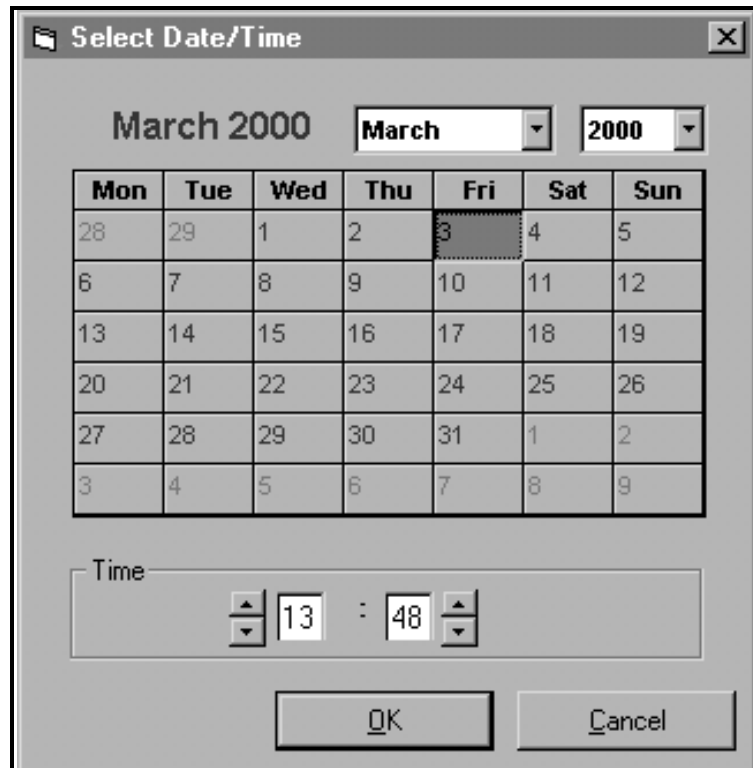 Select Date/Time
March 2000 March 2000
Mon Tue Wed Thu Fri Sat Sun
28 29 1 2 3 4 5
6 7 8 9 10 11 12
13 14 15 16 17 18 19
20 21 22 23 24 25 26
27 28 29 30 31 1 2
3 4 5 6 7 8 9
Time
13 : 48
OK Cancel